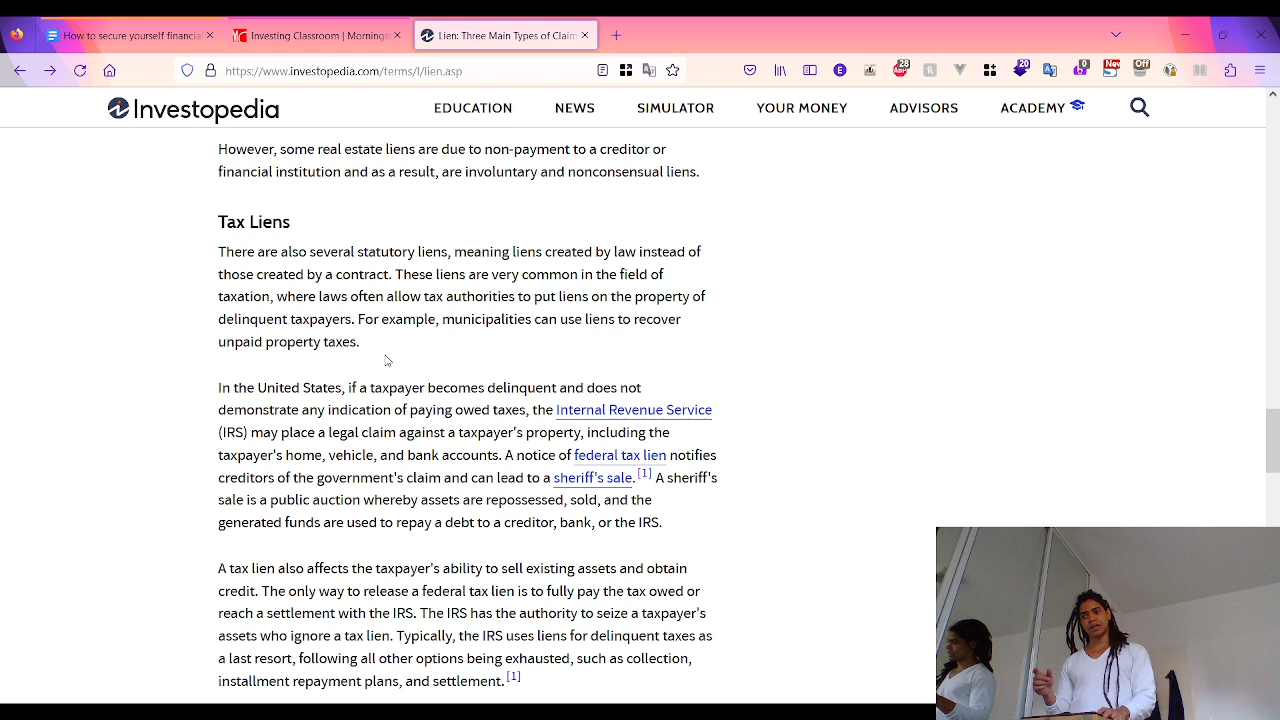 How to secure yourself financial
Investing Classroom | Mornings
Lien: Three Main Types of Claim
https://www.investopedia.com/terms/l/lien.asp
28
20
0
New
Off
Investopedia
EDUCATION
NEWS
SIMULATOR
YOUR MONEY
ADVISORS
ACADEMY
However, some real estate liens are due to non-payment to a creditor or
financial institution and as a result, are involuntary and nonconsensual liens.
Tax Liens
There are also several statutory liens, meaning liens created by law instead of
those created by a contract. These liens are very common in the field of
taxation, where laws often allow tax authorities to put liens on the property of
delinquent taxpayers. For example, municipalities can use liens to recover
unpaid property taxes.
In the United States, if a taxpayer becomes delinquent and does not
demonstrate any indication of paying owed taxes, the Internal Revenue Service
(IRS) may place a legal claim against a taxpayer's property, including the
taxpayer's home, vehicle, and bank accounts. A notice of federal tax lien notifies
creditors of the government's claim and can lead to a sheriff's sale.[1] A sheriff's
sale is a public auction whereby assets are repossessed, sold, and the
generated funds are used to repay a debt to a creditor, bank, or the IRS.
A tax lien also affects the taxpayer's ability to sell existing assets and obtain
credit. The only way to release a federal tax lien is to fully pay the tax owed or
reach a settlement with the IRS. The IRS has the authority to seize a taxpayer's
assets who ignore a tax lien. Typically, the IRS uses liens for delinquent taxes as
a last resort, following all other options being exhausted, such as collection,
installment repayment plans, and settlement.[1]